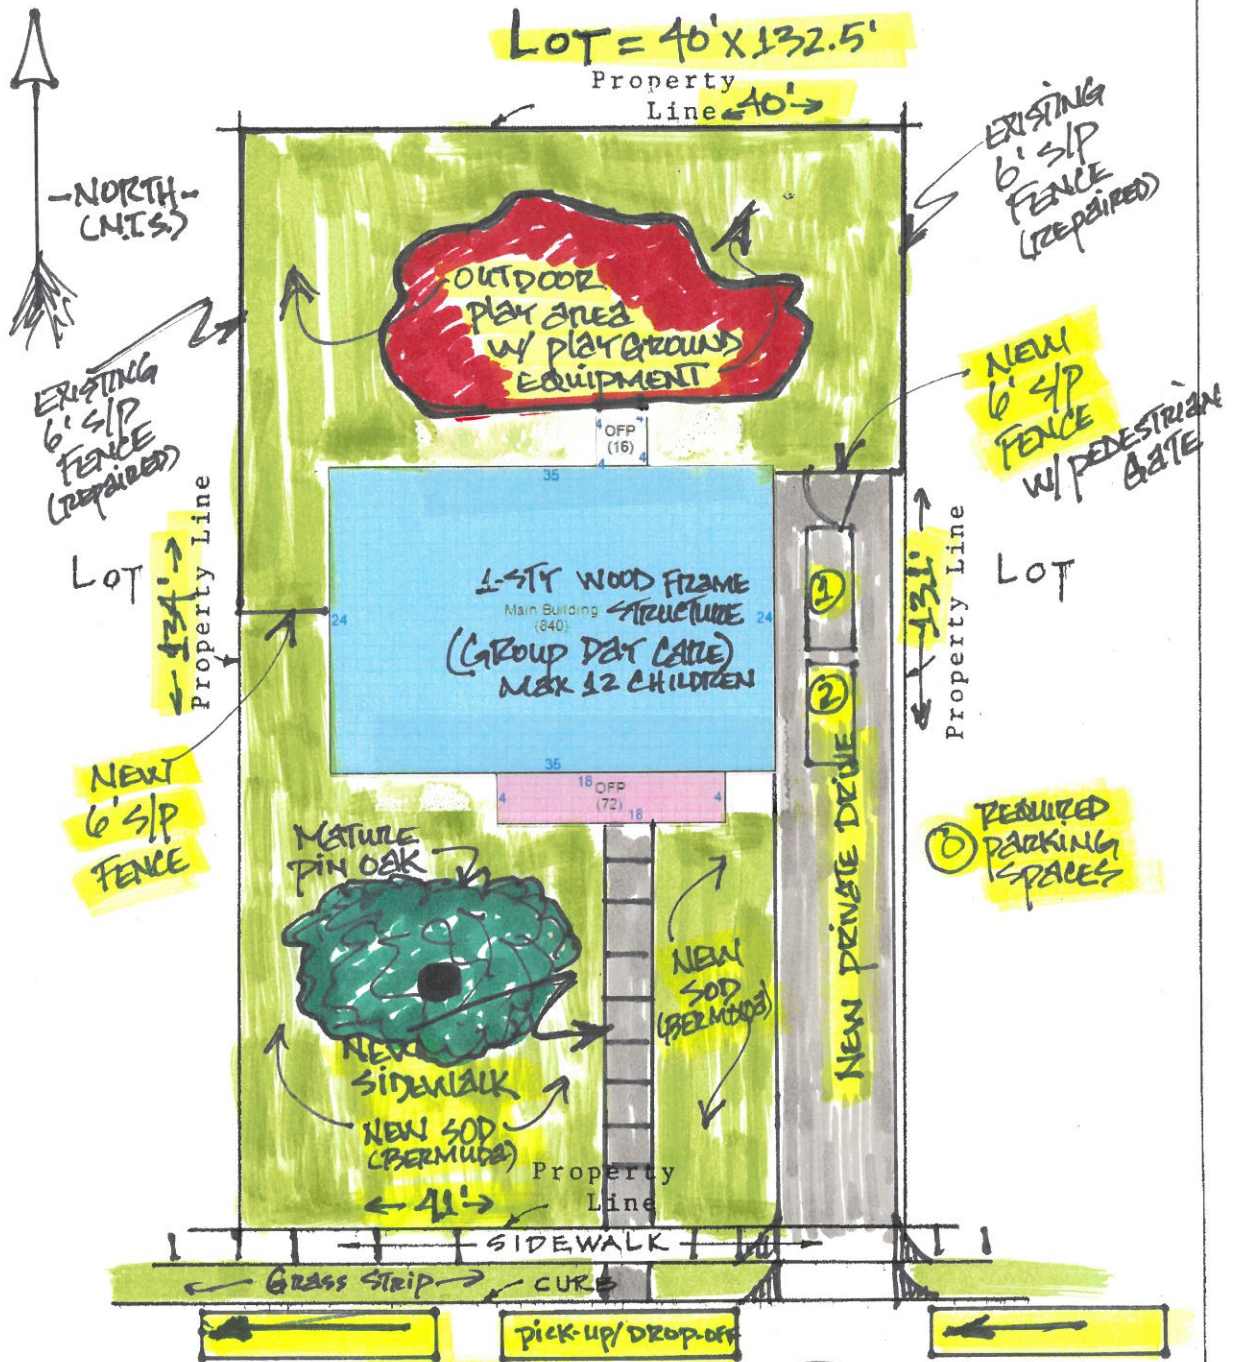 LOT = 40' X 132.5'
Property
Line ←40'→
-NORTH-
(N.T.S.)
EXISTING
6' S/P
FENCE
(REPAIRED)
OUTDOOR
PLAY AREA
W/ PLAYGROUND
EQUIPMENT
EXISTING
6' S/P
FENCE
(REPAIRED)
NEW
6' S/P
FENCE
W/ PEDESTRIAN
GATE
4 4
OFP
(16)
4 4
35
LOT
←134'→
Property Line
24
1-STY WOOD FRAME
Main Building STRUCTURE
(840)
24
(GROUP DAY CARE)
MAX 12 CHILDREN
1
2
←131'→
Property Line
LOT
35
18 OFP
4 (72) 4
18
NEW
6' S/P
FENCE
MATURE
PIN OAK
NEW PRIVATE DRIVE
REQUIRED
PARKING
SPACES
NEW
SOD
(BERMUDA)
NEW
SIDEWALK
NEW SOD
(BERMUDA)
Property
Line
←41'→
←SIDEWALK→
←GRASS STRIP→
CURB
PICK-UP/DROP-OFF